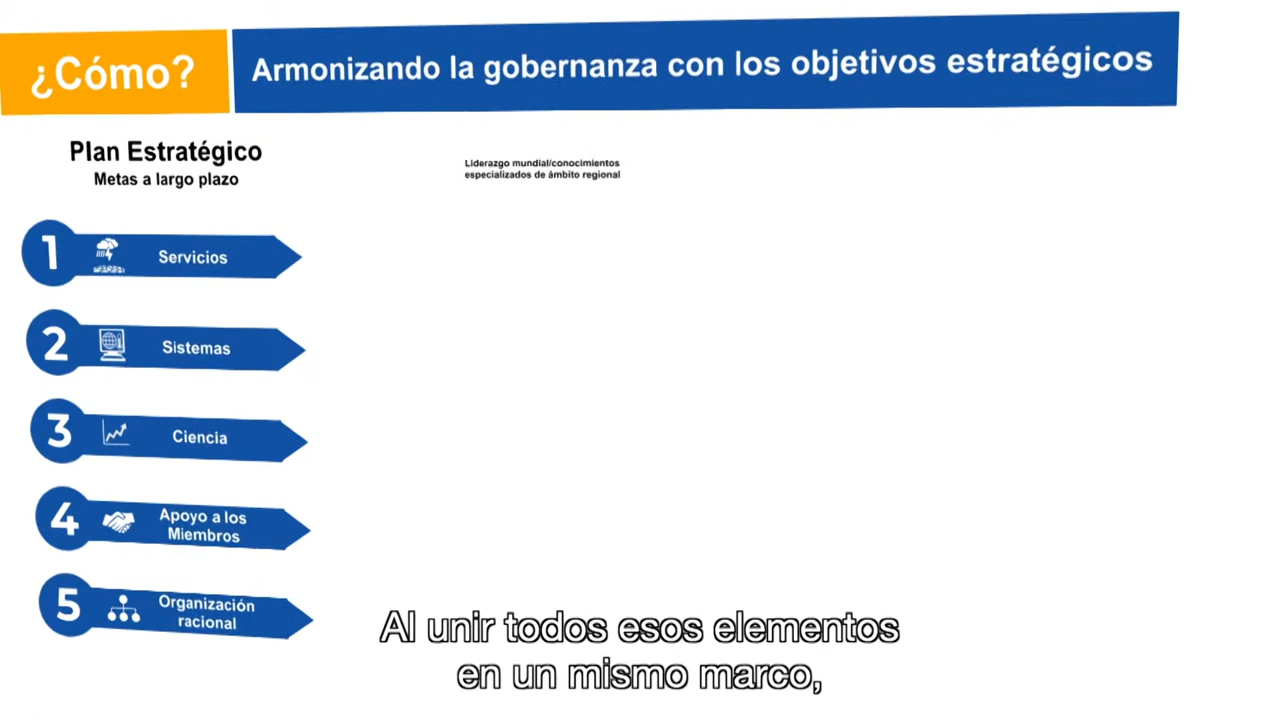 ¿Cómo?
Armonizando la gobernanza con los objetivos estratégicos
Plan Estratégico
Metas a largo plazo
Liderazgo mundial/conocimientos
especializados de ámbito regional
1
Servicios
2
Sistemas
3
Ciencia
4
Apoyo a los
Miembros
5
Organización
racional
Al unir todos esos elementos
en un mismo marco,